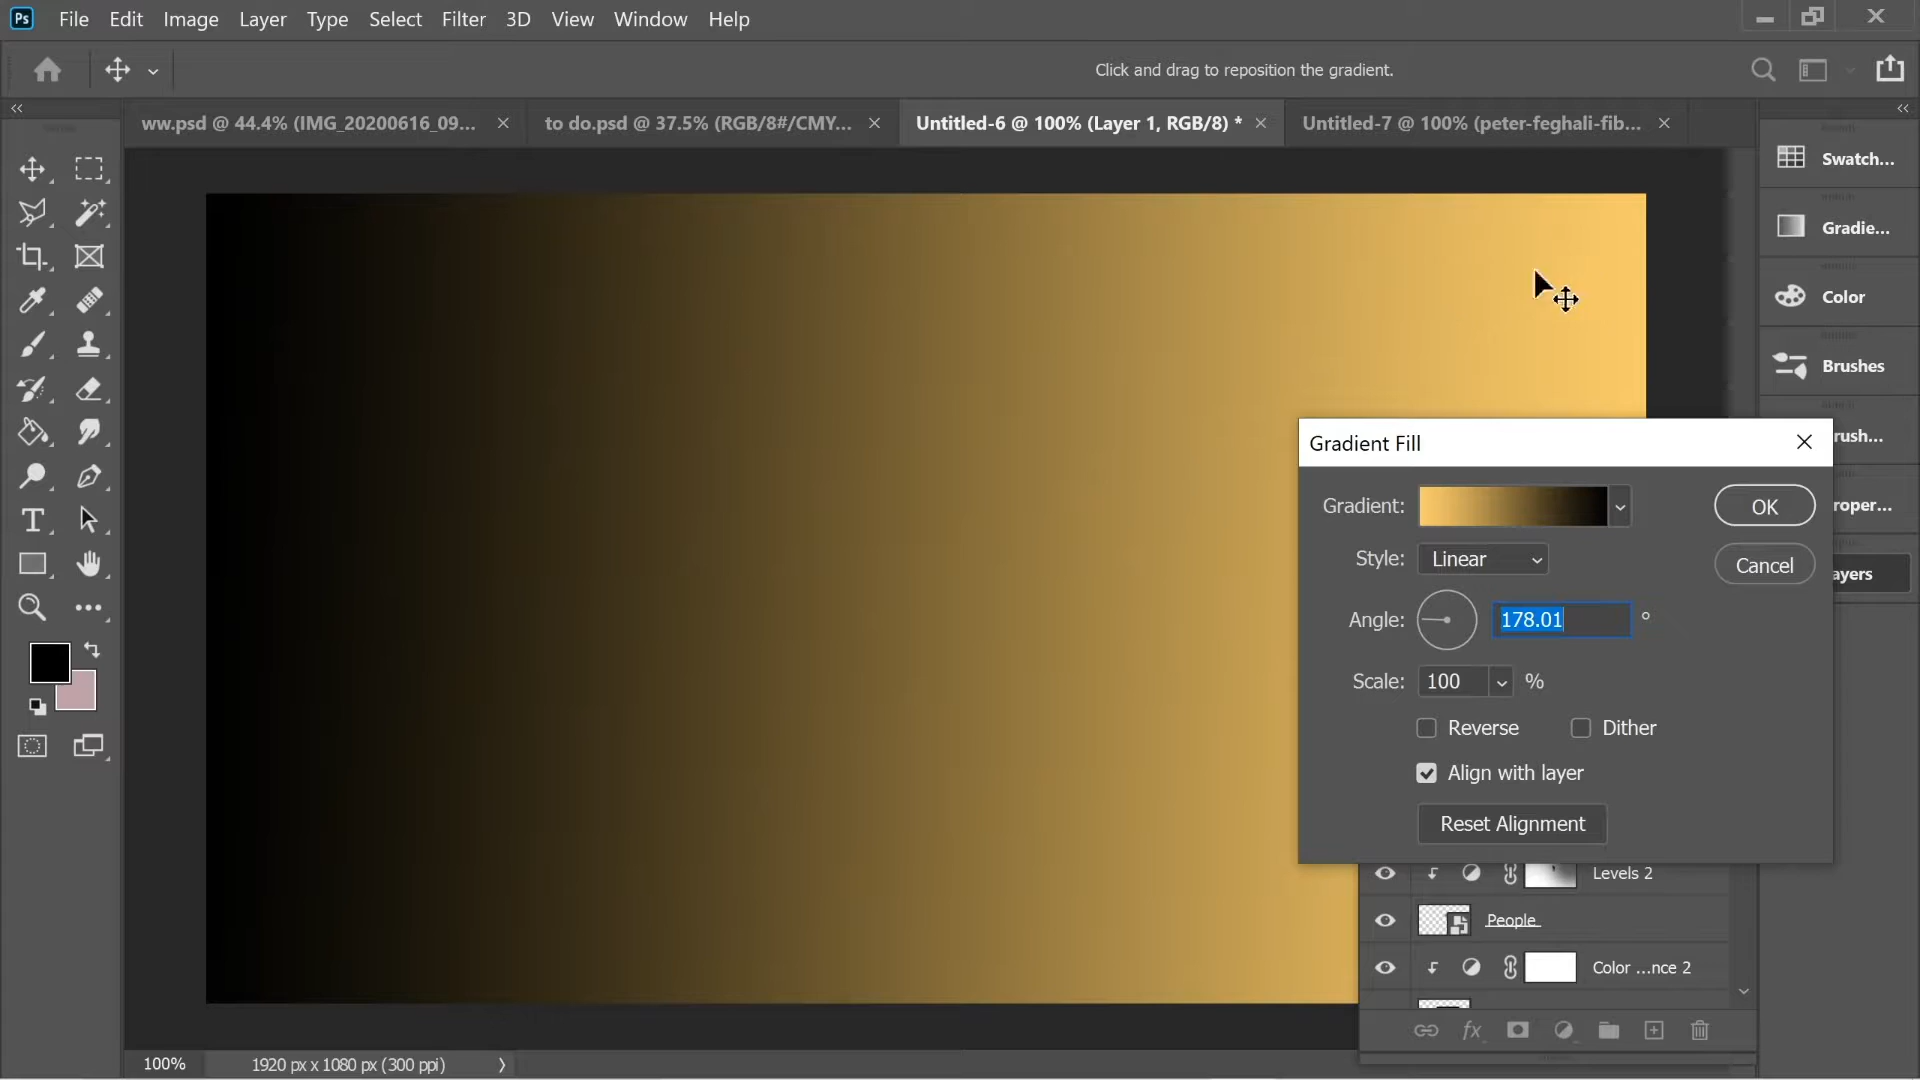 Ps File Edit Image Layer Type Select Filter 3D View Window Help
Click and drag to reposition the gradient.
ww.psd @ 44.4% (IMG_20200616_09...
to do.psd @ 37.5% (RGB/8#/CMY...
Untitled-6 @ 100% (Layer 1, RGB/8) *
Untitled-7 @ 100% (peter-feghali-fib...
Swatch...
Gradie...
Color
Brushes
rush...
roper...
ayers
Gradient Fill
Gradient:
OK
Style: Linear
Cancel
Angle: 178.01 °
Scale: 100 %
Reverse Dither
Align with layer
Reset Alignment
Levels 2
People
Color ...nce 2
fx
100% 1920 px x 1080 px (300 ppi)